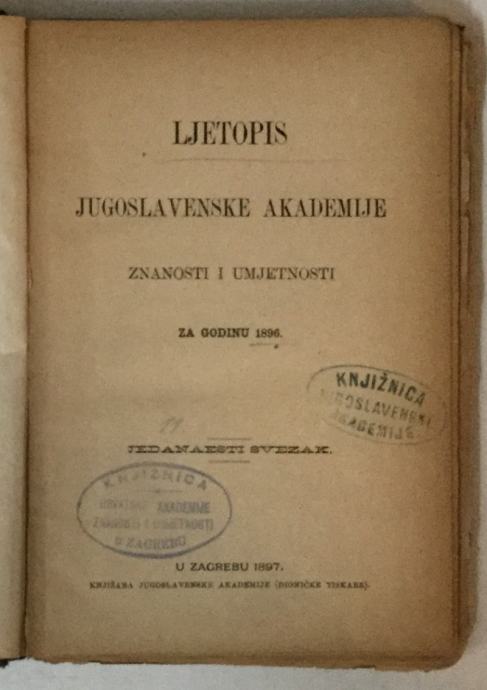 LJETOPIS
JUGOSLAVENSKE AKADEMIJE
ZNANOSTI I UMJETNOSTI
ZA GODINU 1896.
KNJIŽNICA
JUGOSLAVENSKE
AKADEMIJE.
11
JEDANAESTI SVEZAK.
KNJIŽNICA
HRVATSKE AKADEMIJE
ZNANOSTI I UMJETNOSTI
U ZAGREBU
U ZAGREBU 1897.
KNJIŽARA JUGOSLAVENSKE AKADEMIJE (DIONIČKE TISKARE).